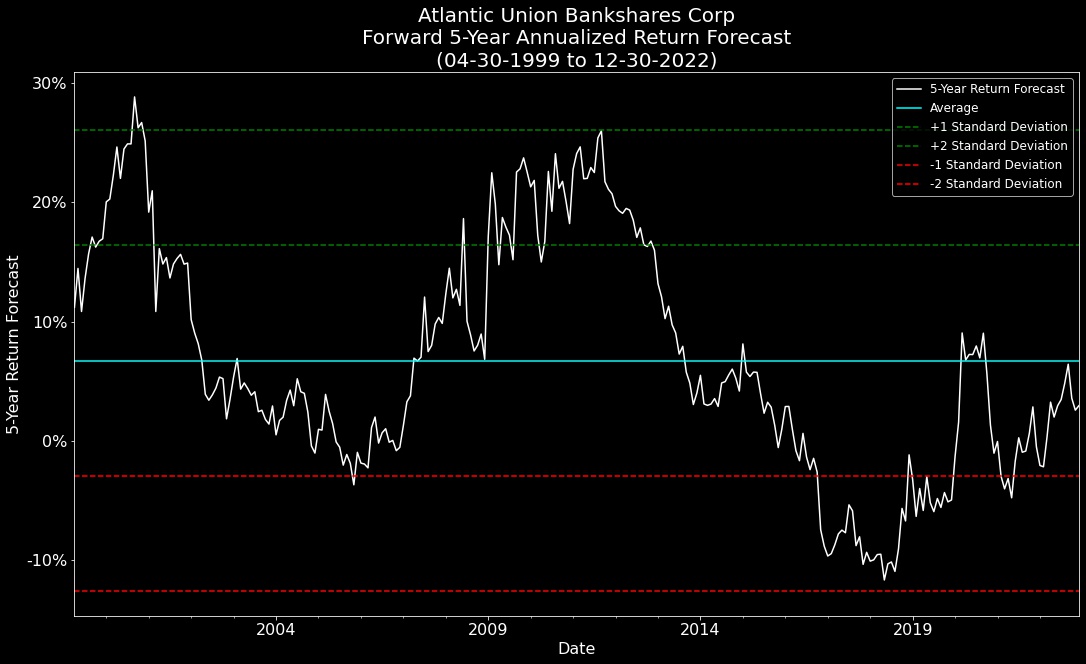 Atlantic Union Bankshares Corp
Forward 5-Year Annualized Return Forecast
(04-30-1999 to 12-30-2022)
30%
20%
10%
0%
-10%
5-Year Return Forecast
5-Year Return Forecast
Average
+1 Standard Deviation
+2 Standard Deviation
-1 Standard Deviation
-2 Standard Deviation
2004
2009
2014
2019
Date